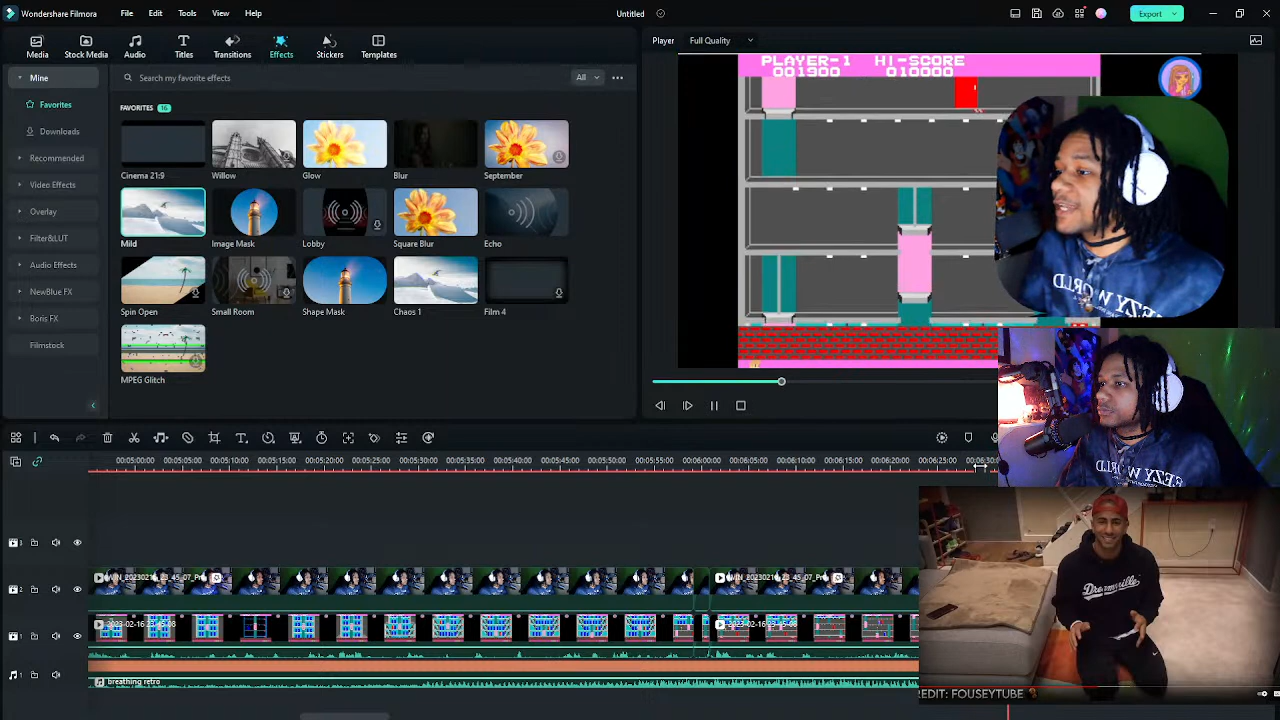 Wondershare Filmora
File
Edit
Tools
View
Help
Untitled
Export
Media
Stock Media
Audio
Titles
Transitions
Effects
Stickers
Templates
Player
Full Quality
Mine
Search my favorite effects
All
Favorites
Downloads
Recommended
Video Effects
Overlay
Filter&LUT
Audio Effects
NewBlue FX
Boris FX
Filmstock
FAVORITES 16
Cinema 21:9
Willow
Glow
Blur
September
Mild
Image Mask
Lobby
Square Blur
Echo
Spin Open
Small Room
Shape Mask
Chaos 1
Film 4
MPEG Glitch
PLAYER-1 HI-SCORE
001900 010000
00:05:00:00
00:05:05:00
00:05:10:00
00:05:15:00
00:05:20:00
00:05:25:00
00:05:30:00
00:05:35:00
00:05:40:00
00:05:45:00
00:05:50:00
00:05:55:00
00:06:00:00
00:06:05:00
00:06:10:00
00:06:15:00
00:06:20:00
00:06:25:00
00:06:30:00
3
2
1
1
breathing retro
Dreamville
REDIT: FOUSEYTUBE